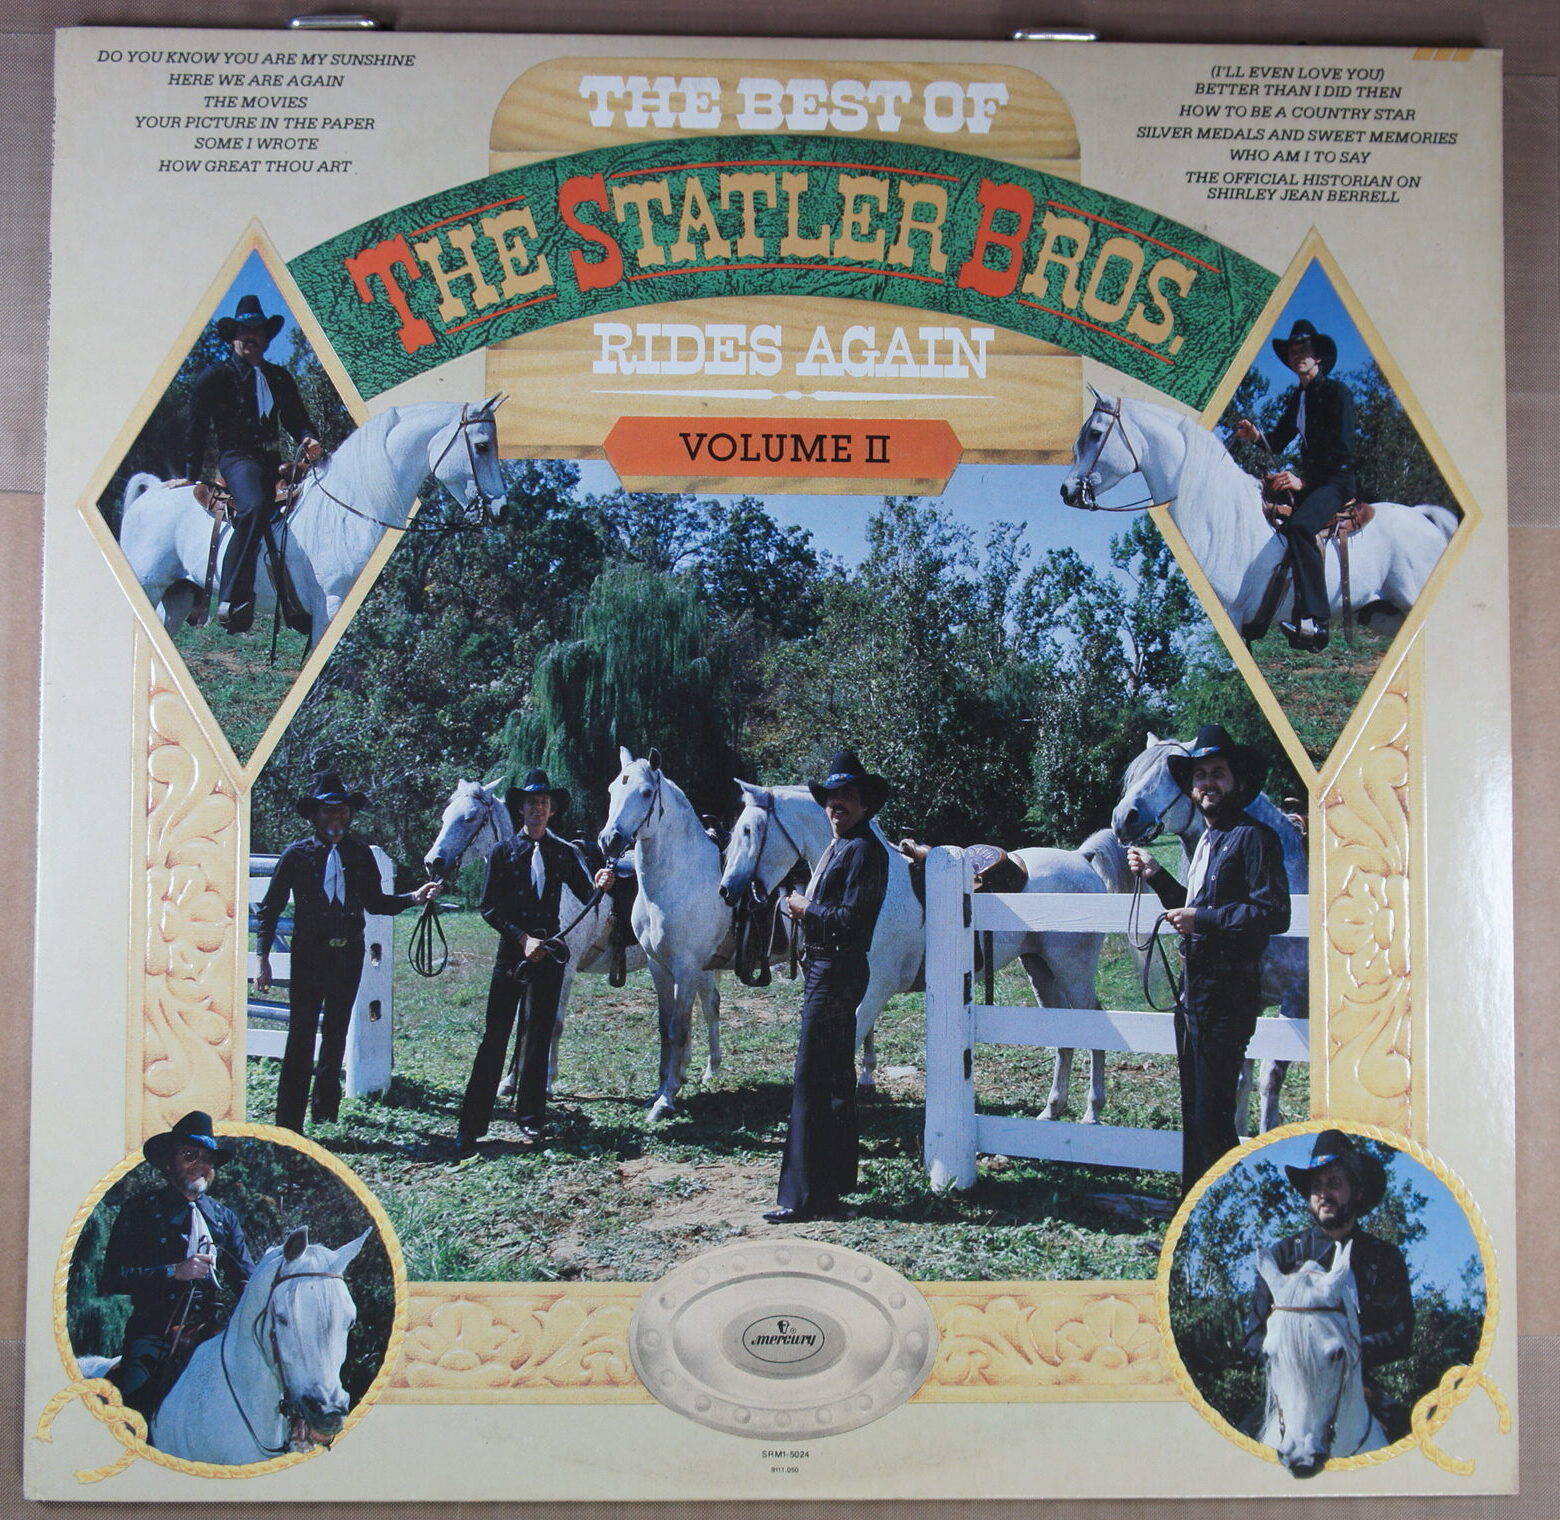 DO YOU KNOW YOU ARE MY SUNSHINE
HERE WE ARE AGAIN
THE MOVIES
YOUR PICTURE IN THE PAPER
SOME I WROTE
HOW GREAT THOU ART
THE BEST OF
THE STATLER BROS.
RIDES AGAIN
VOLUME II
(I'LL EVEN LOVE YOU)
BETTER THAN I DID THEN
HOW TO BE A COUNTRY STAR
SILVER MEDALS AND SWEET MEMORIES
WHO AM I TO SAY
THE OFFICIAL HISTORIAN ON
SHIRLEY JEAN BERRELL
mercury®
SRM1-5024
9111.050